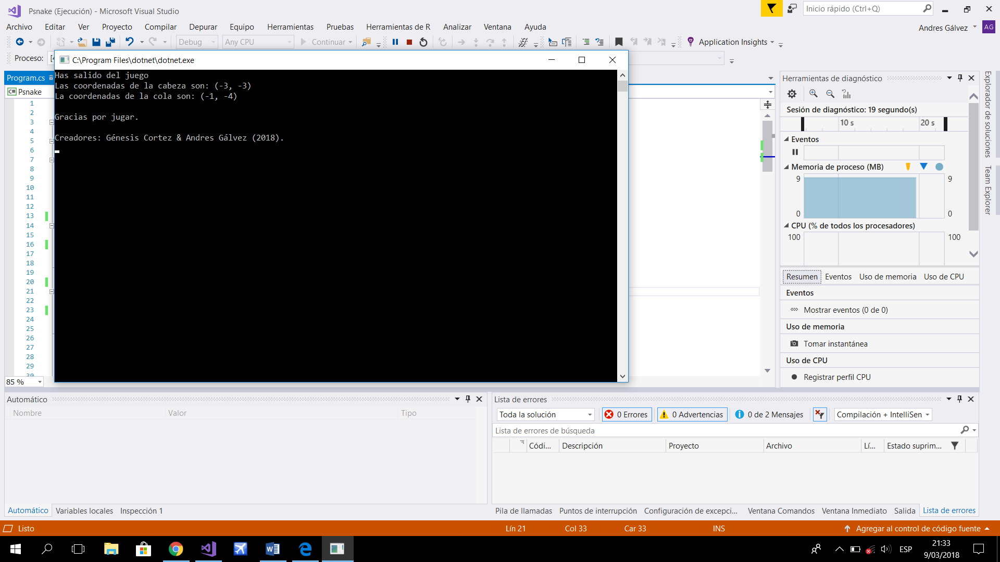 Psnake (Ejecución) - Microsoft Visual Studio
Inicio rápido (Ctrl+Q)
Archivo Editar Ver Proyecto Compilar Depurar Equipo Herramientas Pruebas Herramientas de R Analizar Ventana Ayuda
Andres Gálvez AG
Debug Any CPU Continuar Application Insights
Proceso:
C:\Program Files\dotnet\dotnet.exe
Program.cs
C# Psnake
Has salido del juego
Las coordenadas de la cabeza son: (-3, -3)
La coordenadas de la cola son: (-1, -4)
Gracias por jugar.
Creadores: Génesis Cortez & Andres Gálvez (2018).
1
2
3
4
5
6
7
8
9
10
11
12
13
14
15
16
17
18
19
20
21
22
23
24
25
26
27
28
29
30
85 %
Herramientas de diagnóstico
Sesión de diagnóstico: 19 segundo(s)
10 s 20 s
Eventos
Memoria de proceso (MB)
9 9
0 0
CPU (% de todos los procesadores)
100 100
Resumen Eventos Uso de memoria Uso de CPU
Eventos
Mostrar eventos (0 de 0)
Uso de memoria
Tomar instantánea
Uso de CPU
Registrar perfil CPU
Explorador de soluciones
Team Explorer
Automático
Nombre Valor Tipo
Automático Variables locales Inspección 1
Lista de errores
Toda la solución 0 Errores 0 Advertencias 0 de 2 Mensajes Compilación + IntelliSen
Lista de errores de búsqueda
Códi... Descripción Proyecto Archivo Lí... Estado suprim...
Pila de llamadas Puntos de interrupción Configuración de excepci... Ventana Comandos Ventana Inmediato Salida Lista de errores
Listo Lín 21 Col 33 Car 33 INS Agregar al control de código fuente
ESP
21:33
9/03/2018